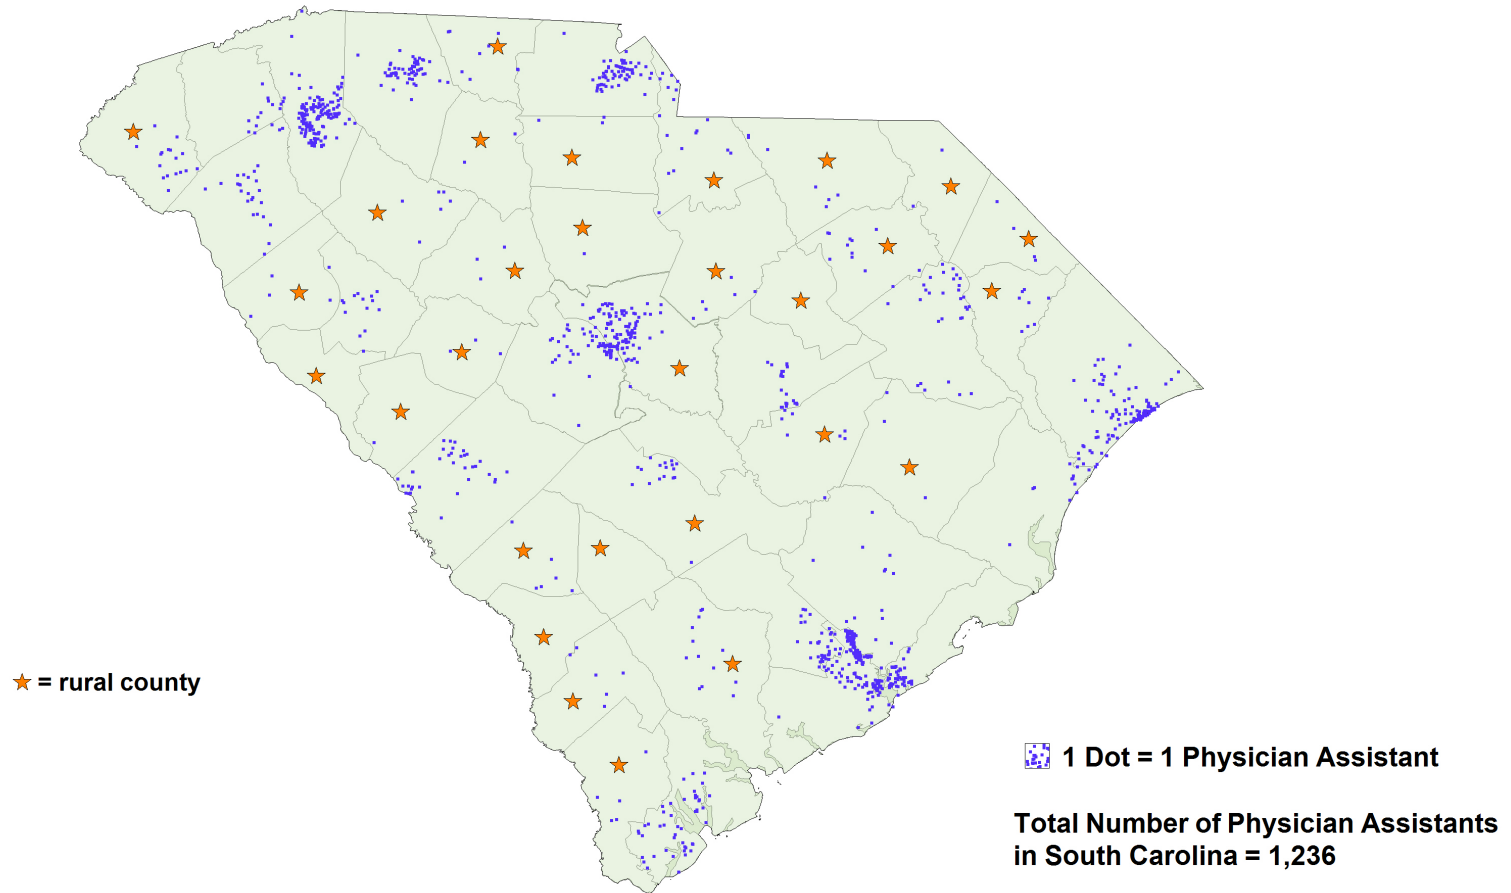 = rural county
1 Dot = 1 Physician Assistant
Total Number of Physician Assistants
in South Carolina = 1,236